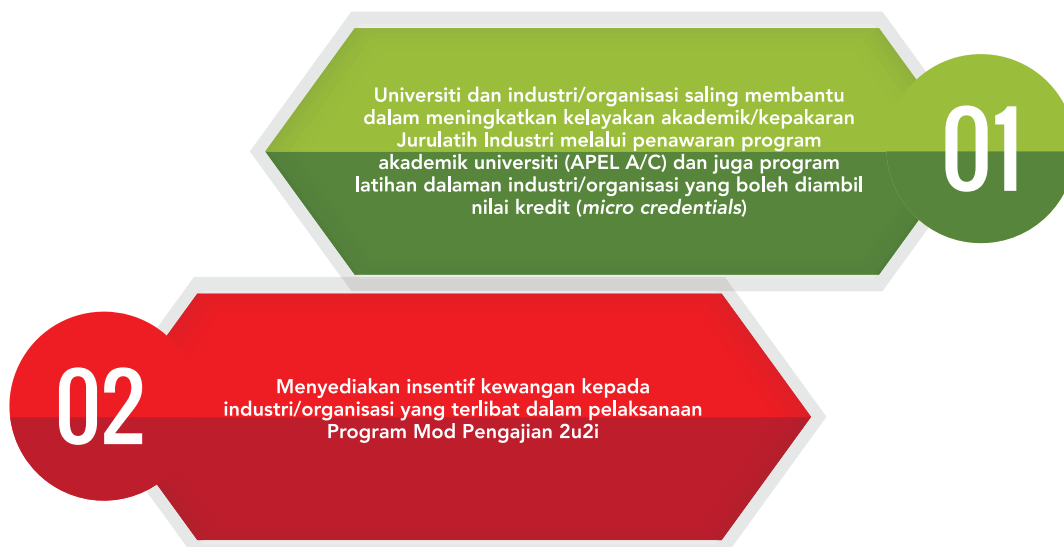 Universiti dan industri/organisasi saling membantu
dalam meningkatkan kelayakan akademik/kepakaran
Jurulatih Industri melalui penawaran program
akademik universiti (APEL A/C) dan juga program
latihan dalaman industri/organisasi yang boleh diambil
nilai kredit (micro credentials)
01
02
Menyediakan insentif kewangan kepada
industri/organisasi yang terlibat dalam pelaksanaan
Program Mod Pengajian 2u2i